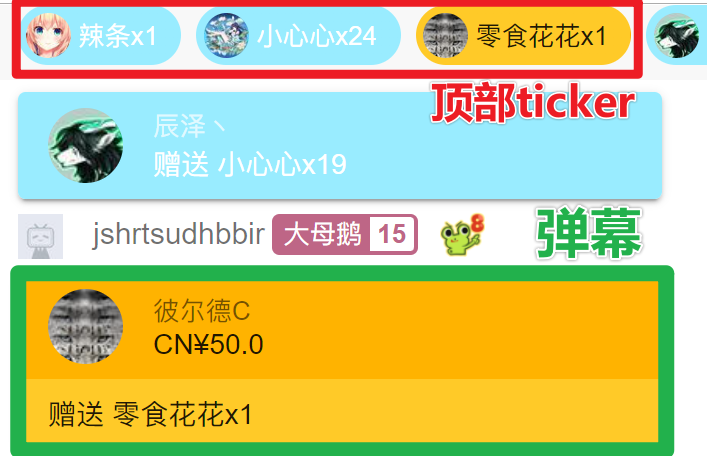 辣条x1 小心心x24 零食花花x1
顶部ticker
辰泽丶
赠送 小心心x19
jshrtsudhbbir 大母鹅 15 8
弹幕
彼尔德C
CN¥50.0
赠送 零食花花x1